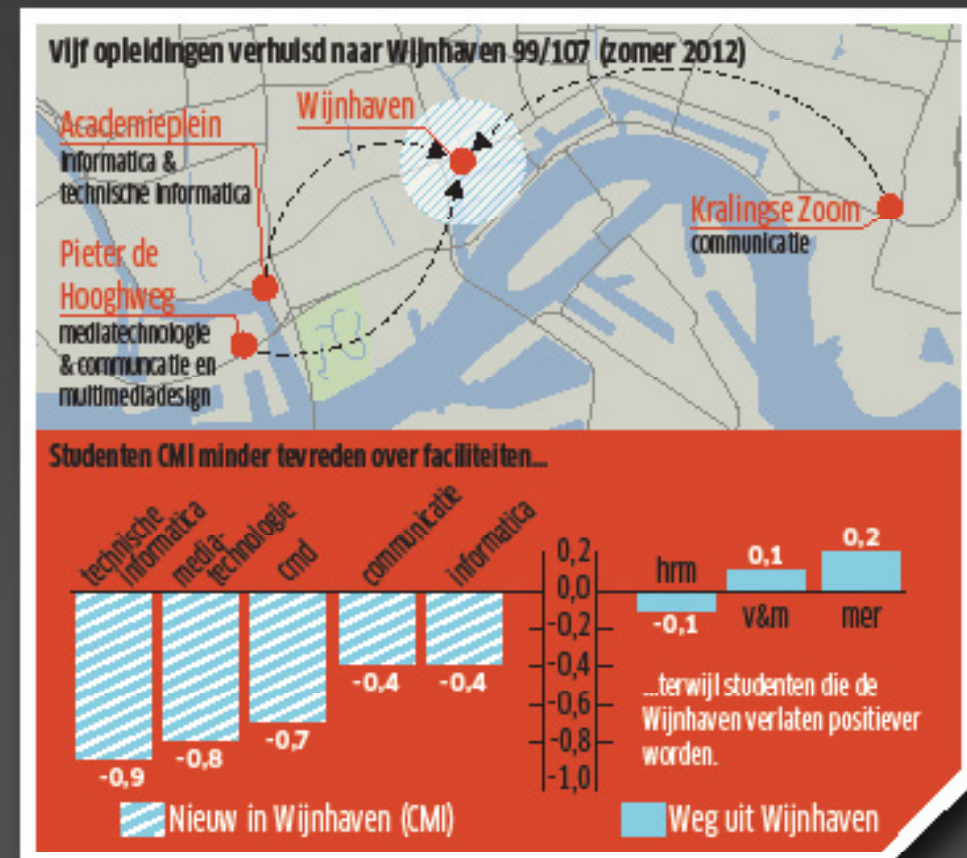 Vijf opleidingen verhuisd naar Wijnhaven 99/107 (zomer 2012)
Academieplein
informatica &
technische informatica
Wijnhaven
Kralingse Zoom
communicatie
Pieter de
Hooghweg
mediatechnologie
& communcatie en
multimediadesign
Studenten CMI minder tevreden over faciliteiten...
technische
informatica
media-
technologie
cmd
communicatie
informatica
-0,9
-0,8
-0,7
-0,4
-0,4
0,2
0,0
-0,2
-0,4
-0,6
-0,8
-1,0
hrm
-0,1
0,1
v&m
0,2
mer
...terwijl studenten die de
Wijnhaven verlaten positiever
worden.
Nieuw in Wijnhaven (CMI)
Weg uit Wijnhaven